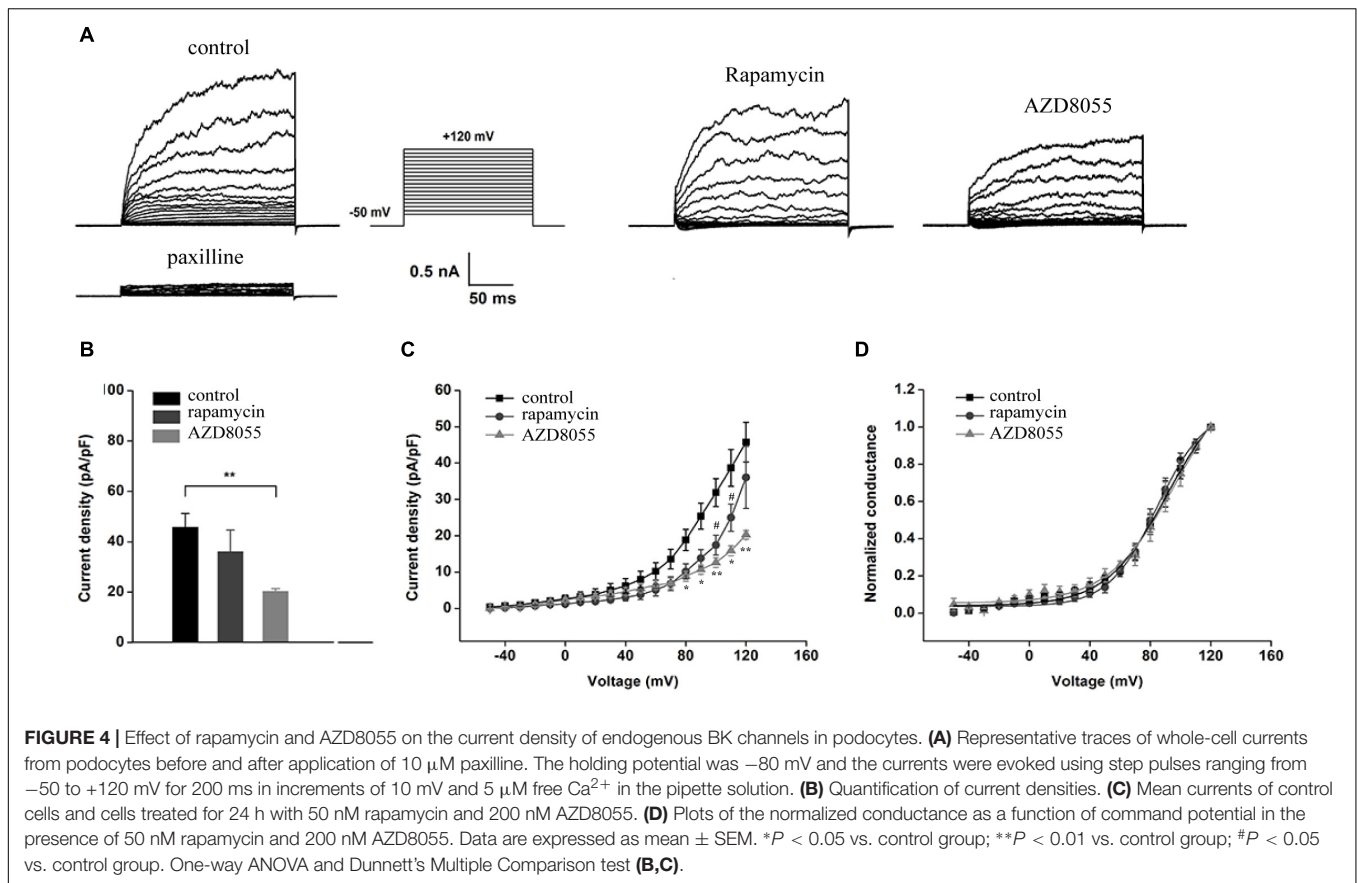 A
control
Rapamycin
AZD8055
+120 mV
-50 mV
paxilline
0.5 nA
50 ms
B
100
80
60
40
20
0
Current density (pA/pF)
control
rapamycin
AZD8055
**
C
60
50
40
30
20
10
0
Current density (pA/pF)
control
rapamycin
AZD8055
#
#
* * ** * **
-40 0 40 80 120 160
Voltage (mV)
D
1.2
1.0
0.8
0.6
0.4
0.2
0.0
Normalized conductance
control
rapamycin
AZD8055
-40 0 40 80 120 160
Voltage (mV)
FIGURE 4 | Effect of rapamycin and AZD8055 on the current density of endogenous BK channels in podocytes. (A) Representative traces of whole-cell currents
from podocytes before and after application of 10 μM paxilline. The holding potential was −80 mV and the currents were evoked using step pulses ranging from
−50 to +120 mV for 200 ms in increments of 10 mV and 5 μM free Ca²⁺ in the pipette solution. (B) Quantification of current densities. (C) Mean currents of control
cells and cells treated for 24 h with 50 nM rapamycin and 200 nM AZD8055. (D) Plots of the normalized conductance as a function of command potential in the
presence of 50 nM rapamycin and 200 nM AZD8055. Data are expressed as mean ± SEM. *P < 0.05 vs. control group; **P < 0.01 vs. control group; #P < 0.05
vs. control group. One-way ANOVA and Dunnett's Multiple Comparison test (B,C).